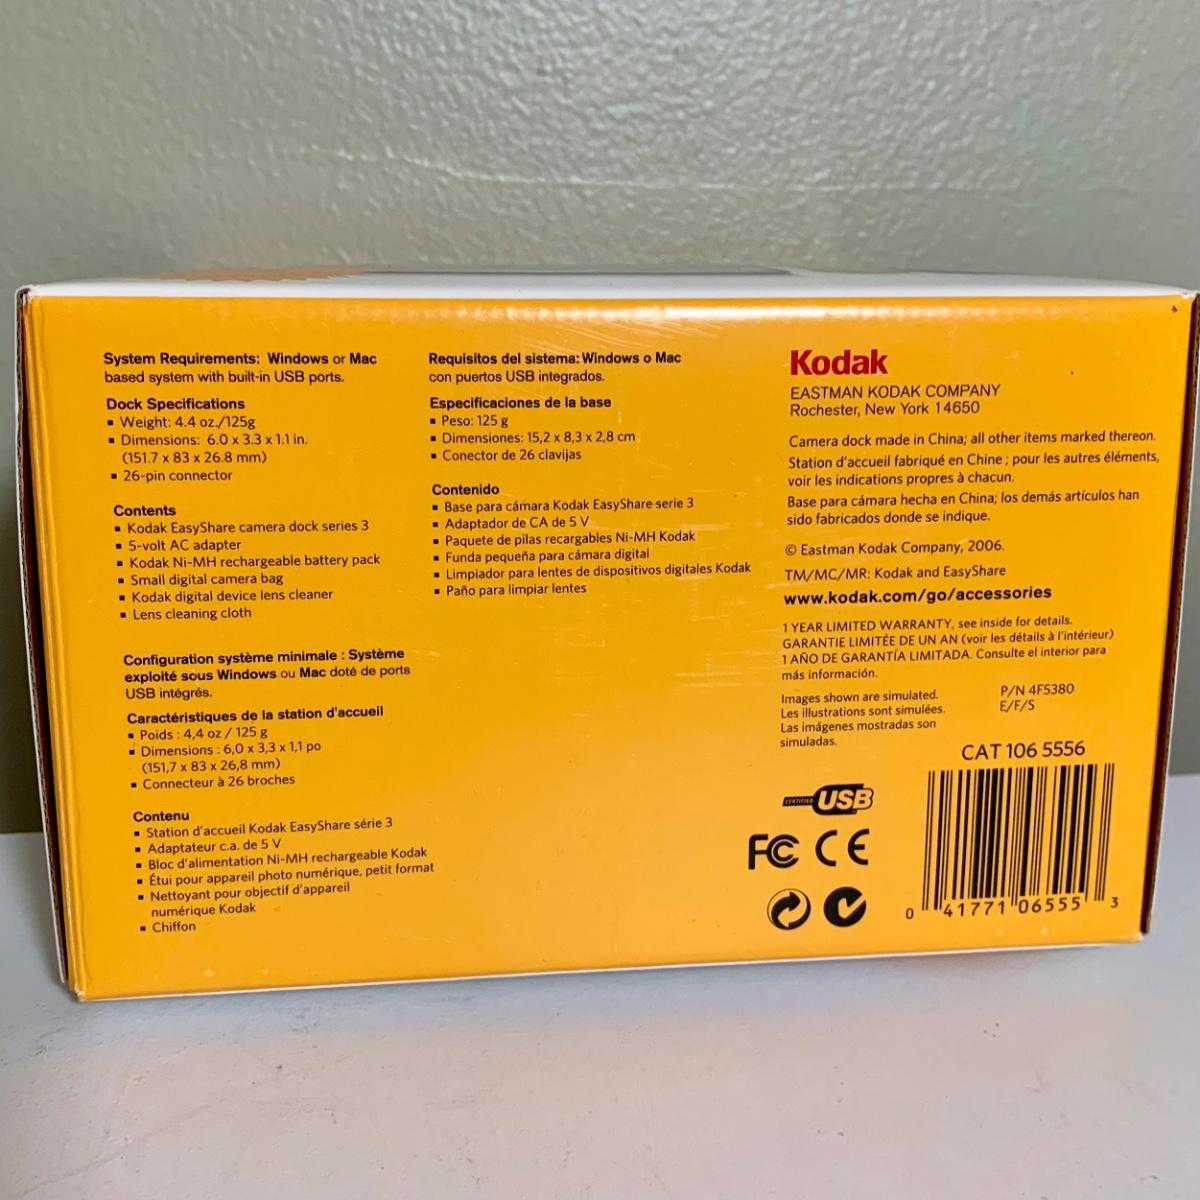 System Requirements: Windows or Mac
based system with built-in USB ports.
Dock Specifications
▪ Weight: 4.4 oz./125g
▪ Dimensions: 6.0 x 3.3 x 1.1 in.
(151.7 x 83 x 26.8 mm)
▪ 26-pin connector
Contents
▪ Kodak EasyShare camera dock series 3
▪ 5-volt AC adapter
▪ Kodak Ni-MH rechargeable battery pack
▪ Small digital camera bag
▪ Kodak digital device lens cleaner
▪ Lens cleaning cloth
Configuration système minimale : Système
exploité sous Windows ou Mac doté de ports
USB intégrés.
Caractéristiques de la station d'accueil
▪ Poids : 4,4 oz / 125 g
▪ Dimensions : 6,0 x 3,3 x 1,1 po
(151,7 x 83 x 26,8 mm)
▪ Connecteur à 26 broches
Contenu
▪ Station d'accueil Kodak EasyShare série 3
▪ Adaptateur c.a. de 5 V
▪ Bloc d'alimentation Ni-MH rechargeable Kodak
▪ Étui pour appareil photo numérique, petit format
▪ Nettoyant pour objectif d'appareil
numérique Kodak
▪ Chiffon
Requisitos del sistema: Windows o Mac
con puertos USB integrados.
Especificaciones de la base
▪ Peso: 125 g
▪ Dimensiones: 15,2 x 8,3 x 2,8 cm
▪ Conector de 26 clavijas
Contenido
▪ Base para cámara Kodak EasyShare serie 3
▪ Adaptador de CA de 5 V
▪ Paquete de pilas recargables Ni-MH Kodak
▪ Funda pequeña para cámara digital
▪ Limpiador para lentes de dispositivos digitales Kodak
▪ Paño para limpiar lentes
Kodak
EASTMAN KODAK COMPANY
Rochester, New York 14650
Camera dock made in China; all other items marked thereon.
Station d'accueil fabriqué en Chine ; pour les autres éléments,
voir les indications propres à chacun.
Base para cámara hecha en China; los demás artículos han
sido fabricados donde se indique.
© Eastman Kodak Company, 2006.
TM/MC/MR: Kodak and EasyShare
www.kodak.com/go/accessories
1 YEAR LIMITED WARRANTY, see inside for details.
GARANTIE LIMITÉE DE UN AN (voir les détails à l'intérieur)
1 AÑO DE GARANTÍA LIMITADA. Consulte el interior para
más información.
Images shown are simulated.
Les illustrations sont simulées.
Las imágenes mostradas son
simuladas.
P/N 4F5380
E/F/S
CAT 106 5556
CERTIFIED USB
FC CE
0 41771 06555 3